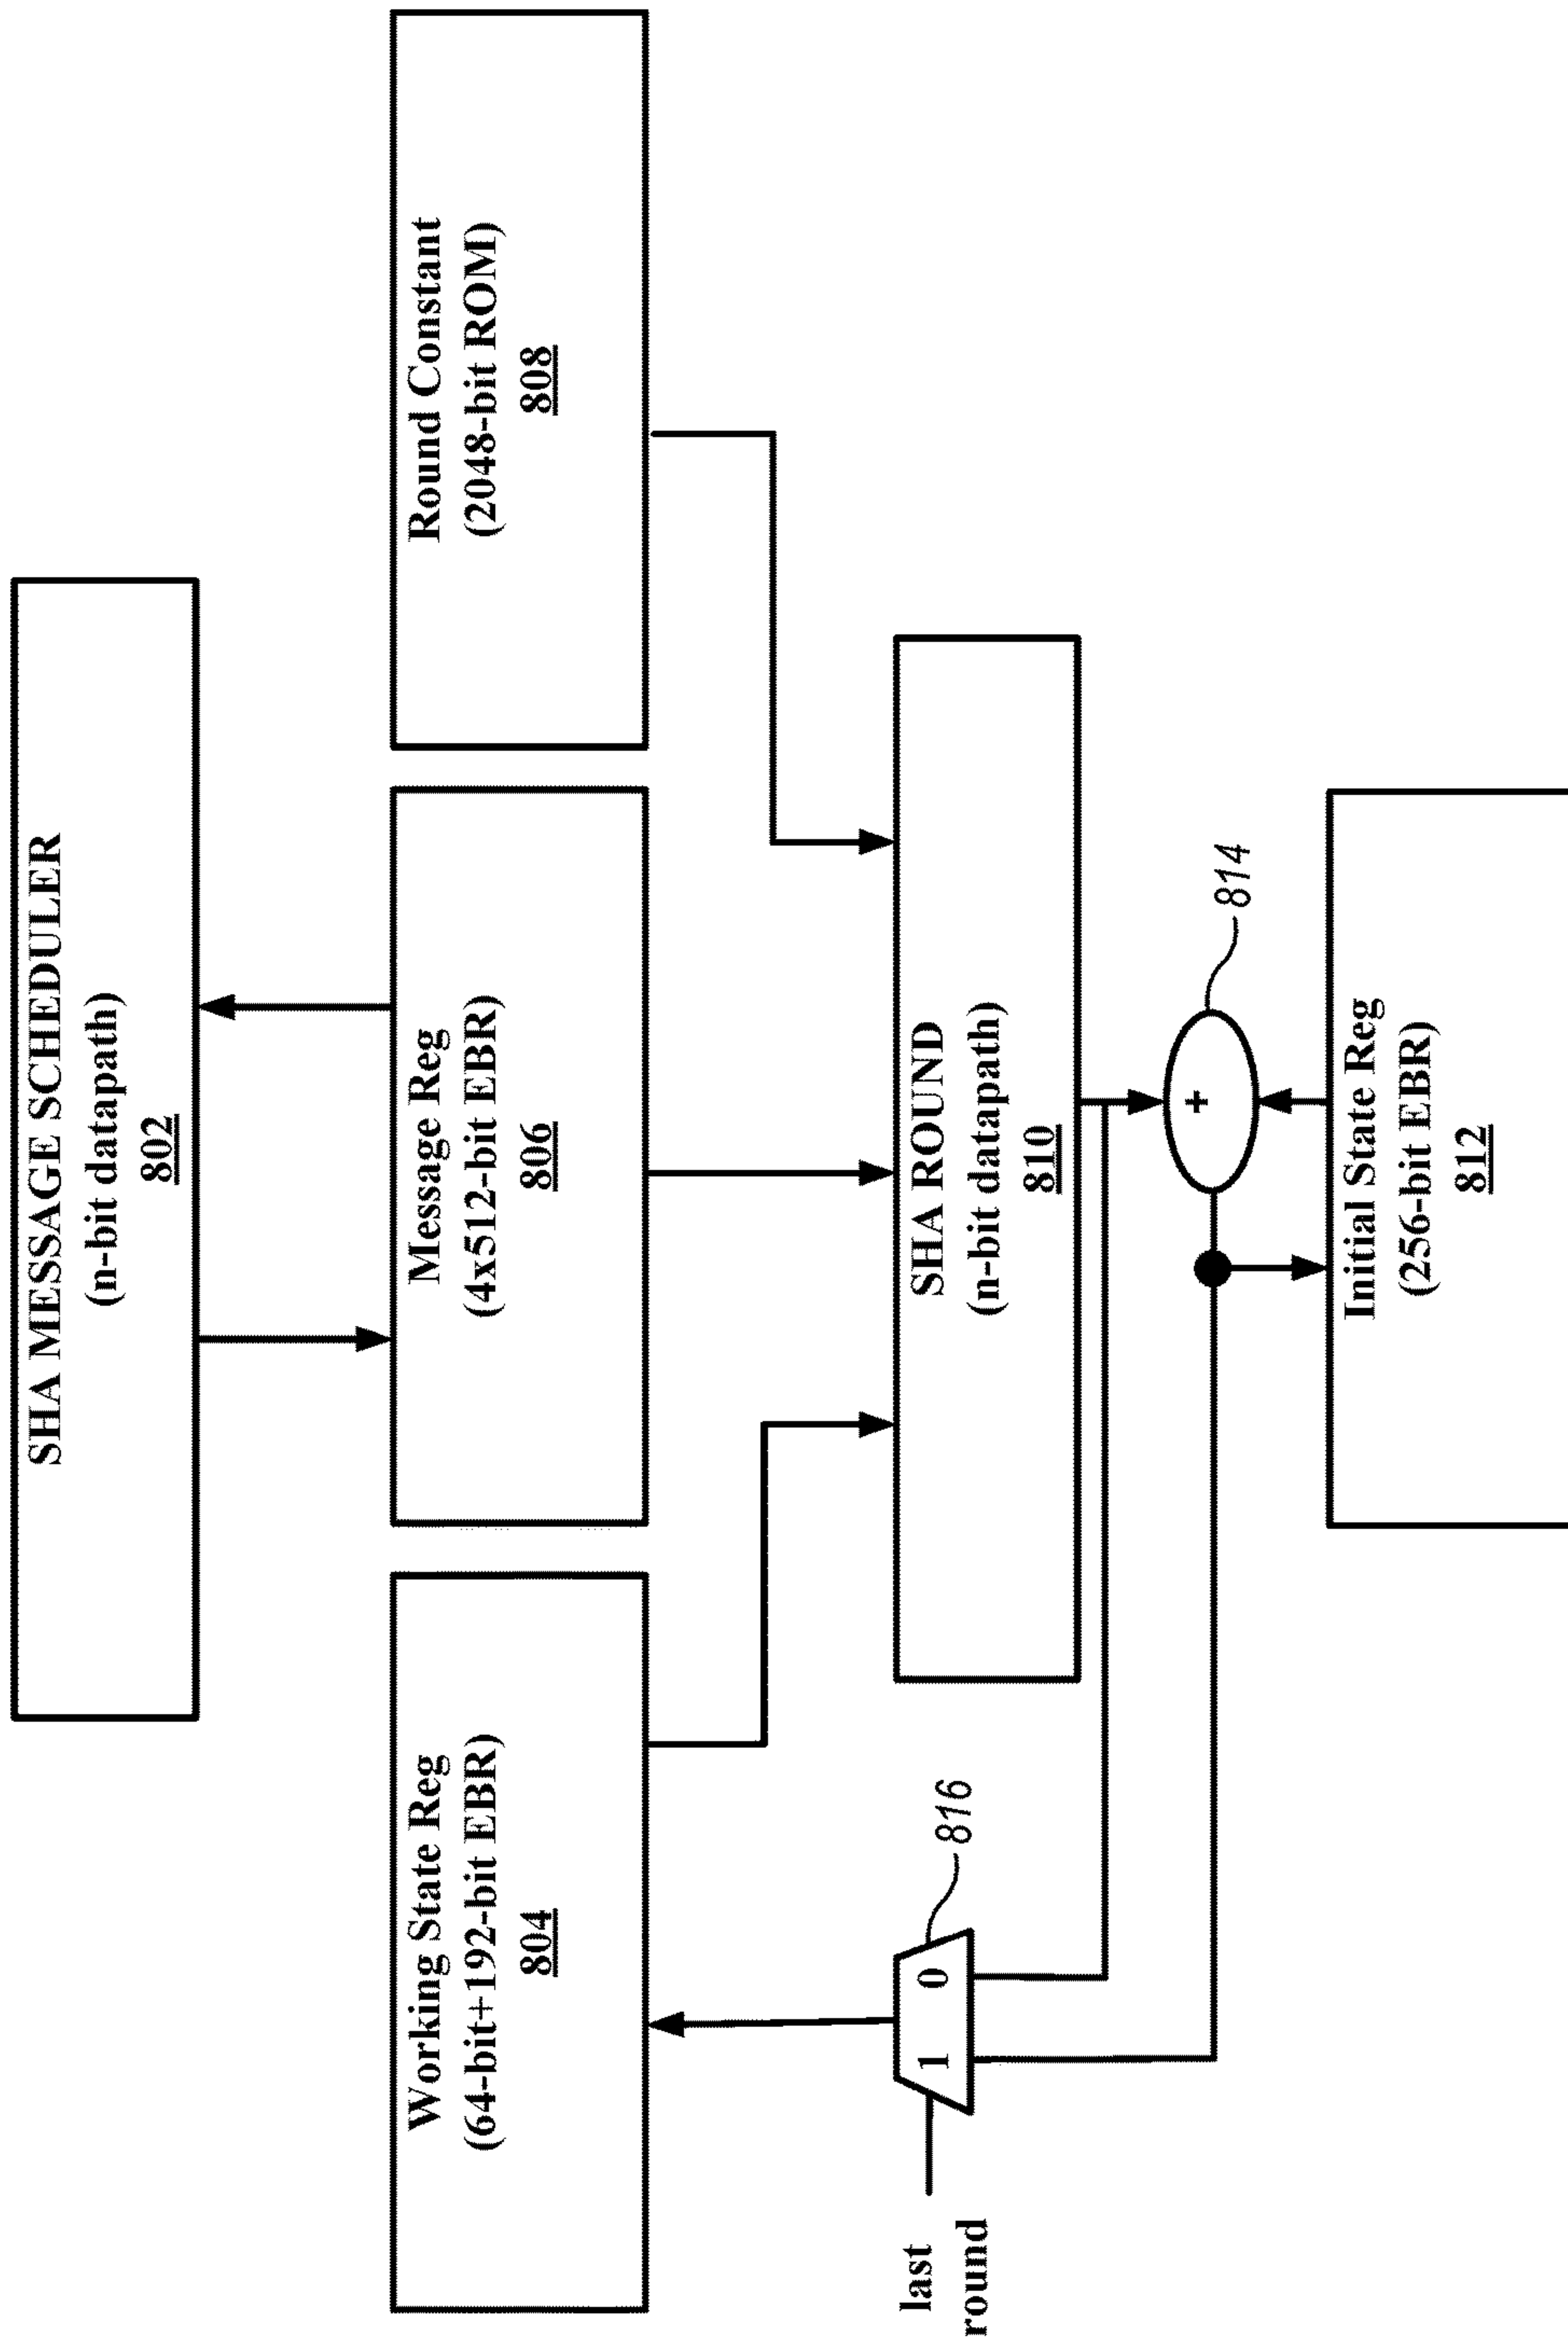 SHA MESSAGE SCHEDULER
(n-bit datapath)
802
Working State Reg
(64-bit+192-bit EBR)
804
Message Reg
(4x512-bit EBR)
806
Round Constant
(2048-bit ROM)
808
last
round
1 0
816
SHA ROUND
(n-bit datapath)
810
+
814
Initial State Reg
(256-bit EBR)
812